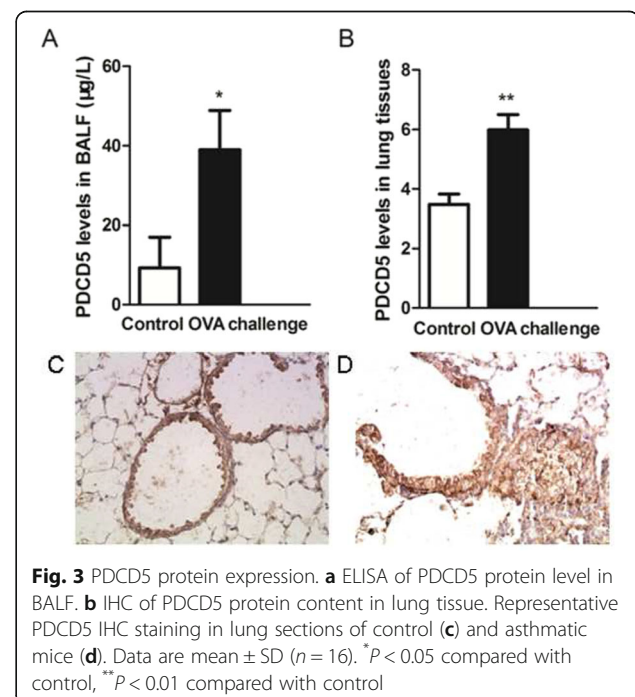 A
PDCD5 levels in BALF (µg/L)
60
40
20
0
*
Control OVA challenge
B
PDCD5 levels in lung tissues
8
6
4
2
0
**
Control OVA challenge
C
D
Fig. 3 PDCD5 protein expression. a ELISA of PDCD5 protein level in
BALF. b IHC of PDCD5 protein content in lung tissue. Representative
PDCD5 IHC staining in lung sections of control (c) and asthmatic
mice (d). Data are mean ± SD (n = 16). *P < 0.05 compared with
control, **P < 0.01 compared with control